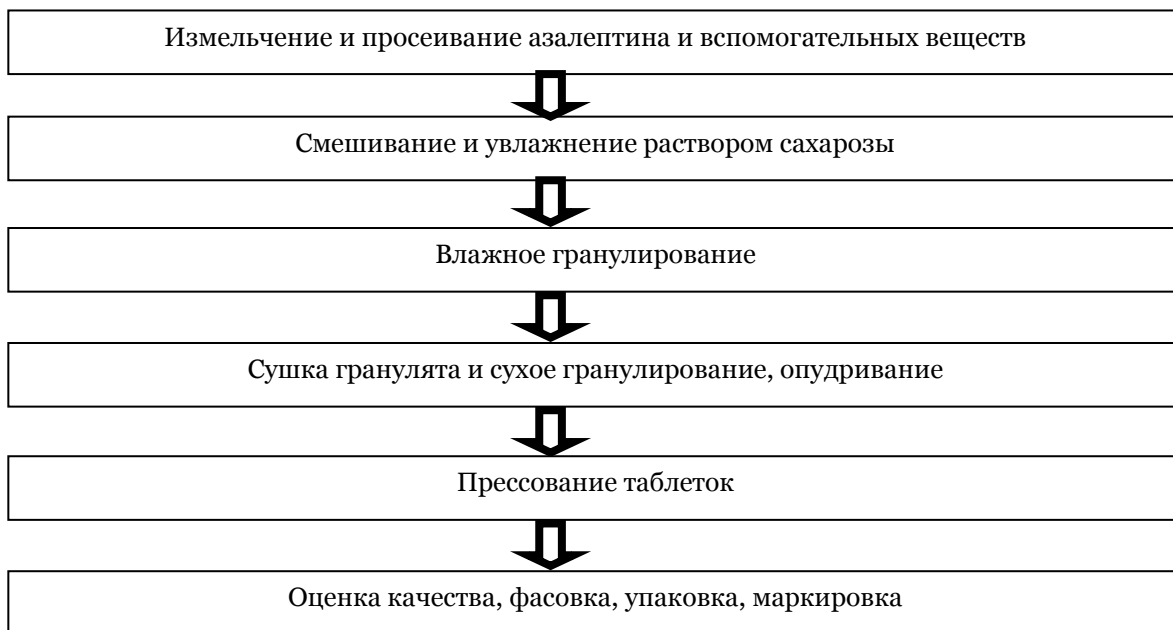 Измельчение и просеивание азалептина и вспомогательных веществ
Смешивание и увлажнение раствором сахарозы
Влажное гранулирование
Сушка гранулята и сухое гранулирование, опудривание
Прессование таблеток
Оценка качества, фасовка, упаковка, маркировка